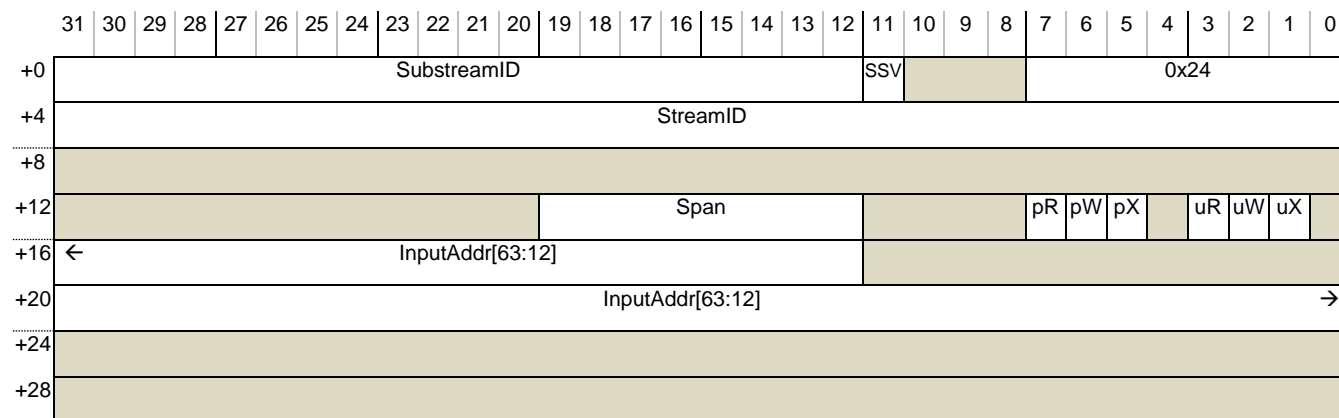 31 30 29 28 27 26 25 24 23 22 21 20 19 18 17 16 15 14 13 12 11 10 9 8 7 6 5 4 3 2 1 0
+0 SubstreamID SSV 0x24
+4 StreamID
+8
+12 Span pR pW pX uR uW uX
+16 ← InputAddr[63:12]
+20 InputAddr[63:12] →
+24
+28